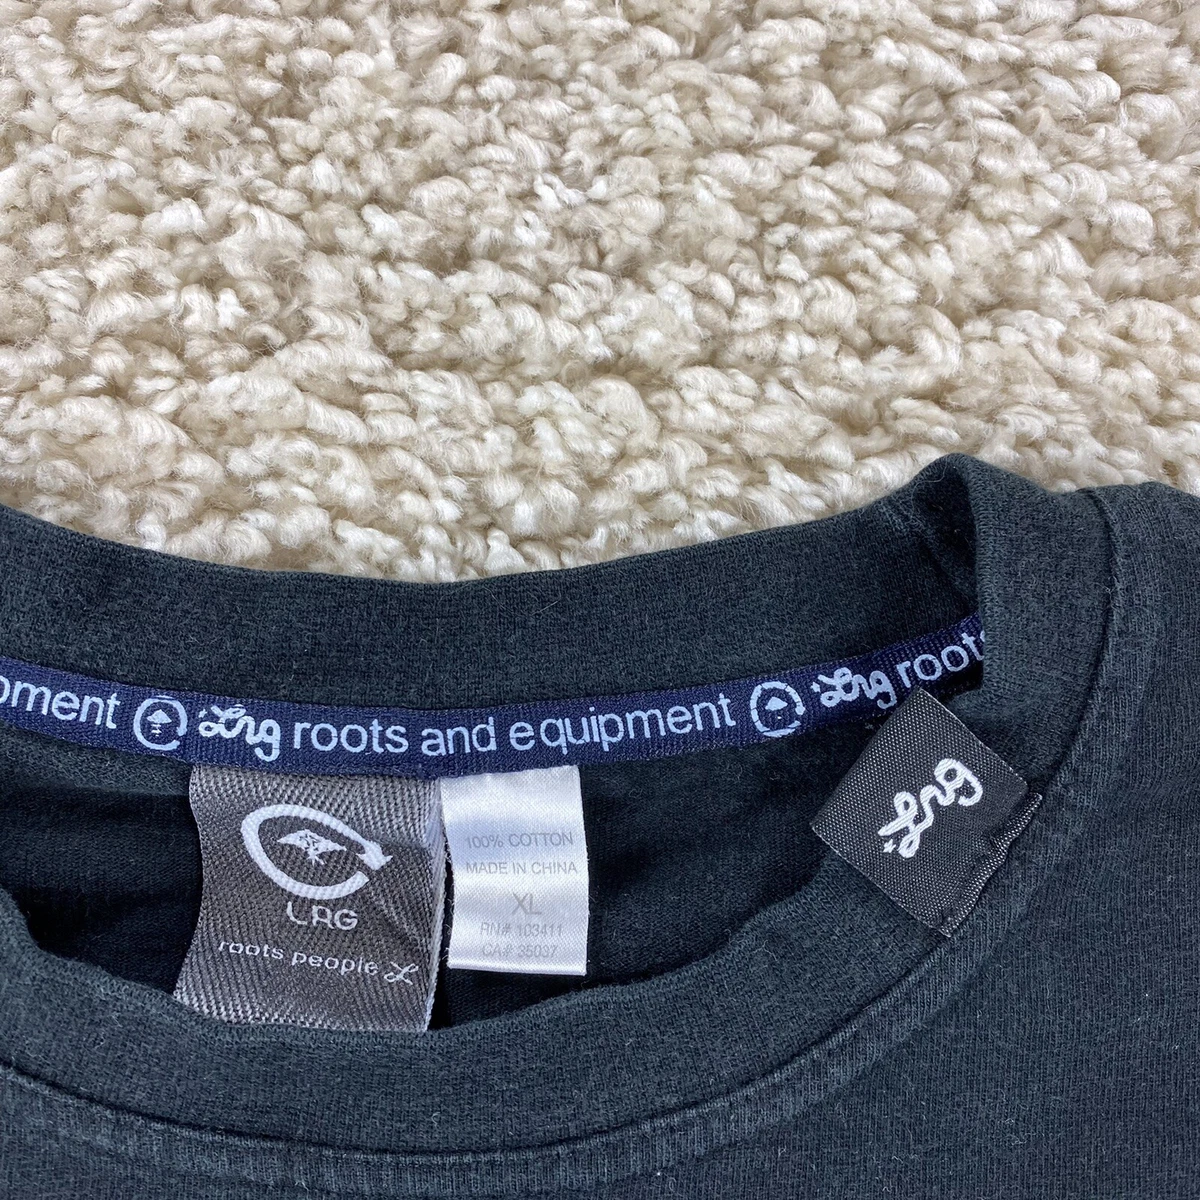 pment Lrg roots and equipment Lrg roots
Lrg
LRG
roots people
100% COTTON
MADE IN CHINA
XL
RN# 103411
CA# 35037